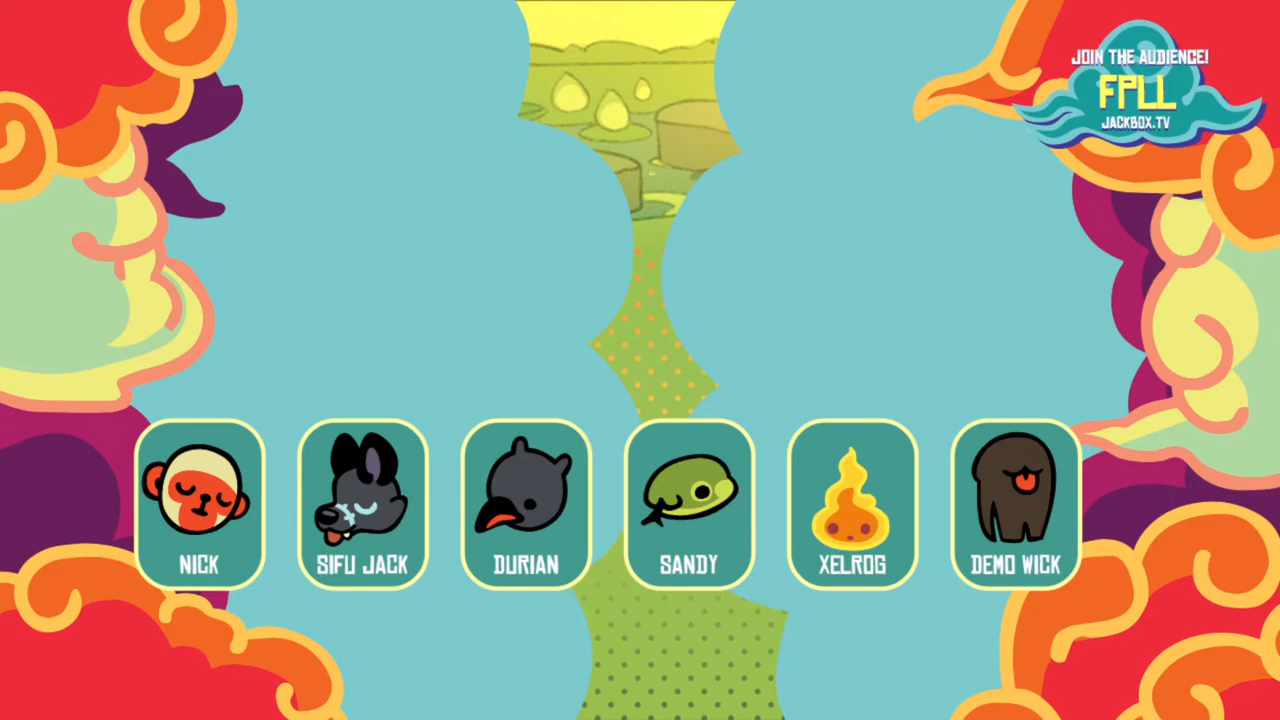 JOIN THE AUDIENCE!
FPLL
JACKBOX.TV
NICK
SIFU JACK
DURIAN
SANDY
XELROG
DEMO WICK